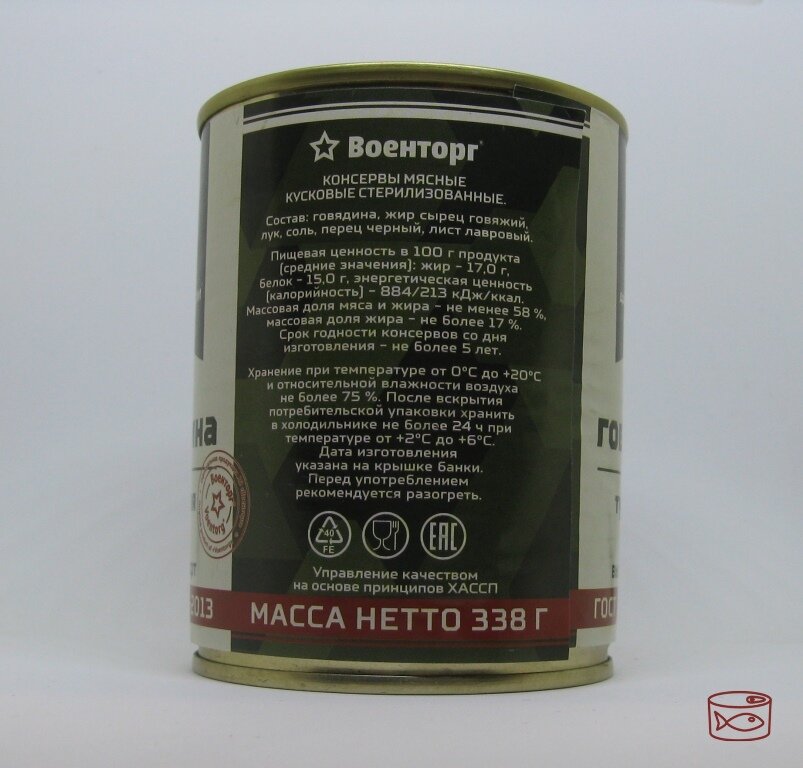 Военторг
КОНСЕРВЫ МЯСНЫЕ
КУСКОВЫЕ СТЕРИЛИЗОВАННЫЕ.
Состав: говядина, жир сырец говяжий,
лук, соль, перец черный, лист лавровый.
Пищевая ценность в 100 г продукта
(средние значения): жир - 17,0 г,
белок - 15,0 г, энергетическая ценность
(калорийность) - 884/213 кДж/ккал.
Массовая доля мяса и жира - не менее 58 %,
массовая доля жира - не более 17 %.
Срок годности консервов со дня
изготовления - не более 5 лет.
Хранение при температуре от 0°С до +20°С
и относительной влажности воздуха
не более 75 %. После вскрытия
потребительской упаковки хранить
в холодильнике не более 24 ч при
температуре от +2°С до +6°С.
Дата изготовления
указана на крышке банки.
Перед употреблением
рекомендуется разогреть.
40
FE
EAC
Управление качеством
на основе принципов ХАССП
МАССА НЕТТО 338 Г
на
Военторг
Voentorg
2013
гов
ГОСТ